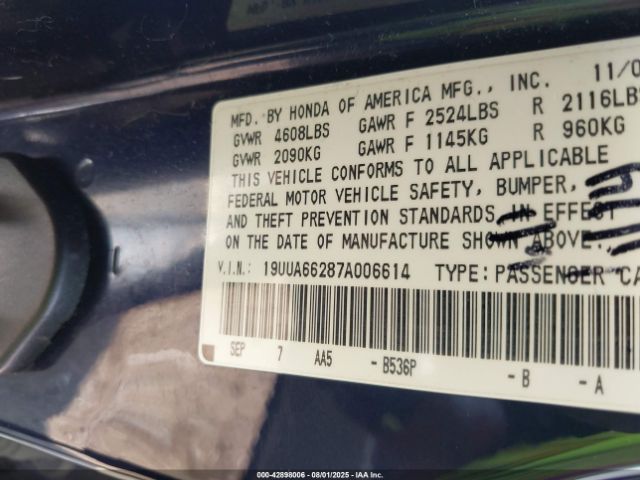 MFD. BY HONDA OF AMERICA MFG., INC. 11/0
GVWR 4608LBS GAWR F 2524LBS R 2116LB
GVWR 2090KG GAWR F 1145KG R 960KG
THIS VEHICLE CONFORMS TO ALL APPLICABLE
FEDERAL MOTOR VEHICLE SAFETY, BUMPER,
AND THEFT PREVENTION STANDARDS IN EFFECT
ON THE DATE OF MANUFACTURE SHOWN ABOVE.
V.I.N.: 19UUA66287A006614 TYPE: PASSENGER CA
SEP 7 AA5 - B536P - B - A
000-42898006 - 08/01/2025 - IAA Inc.